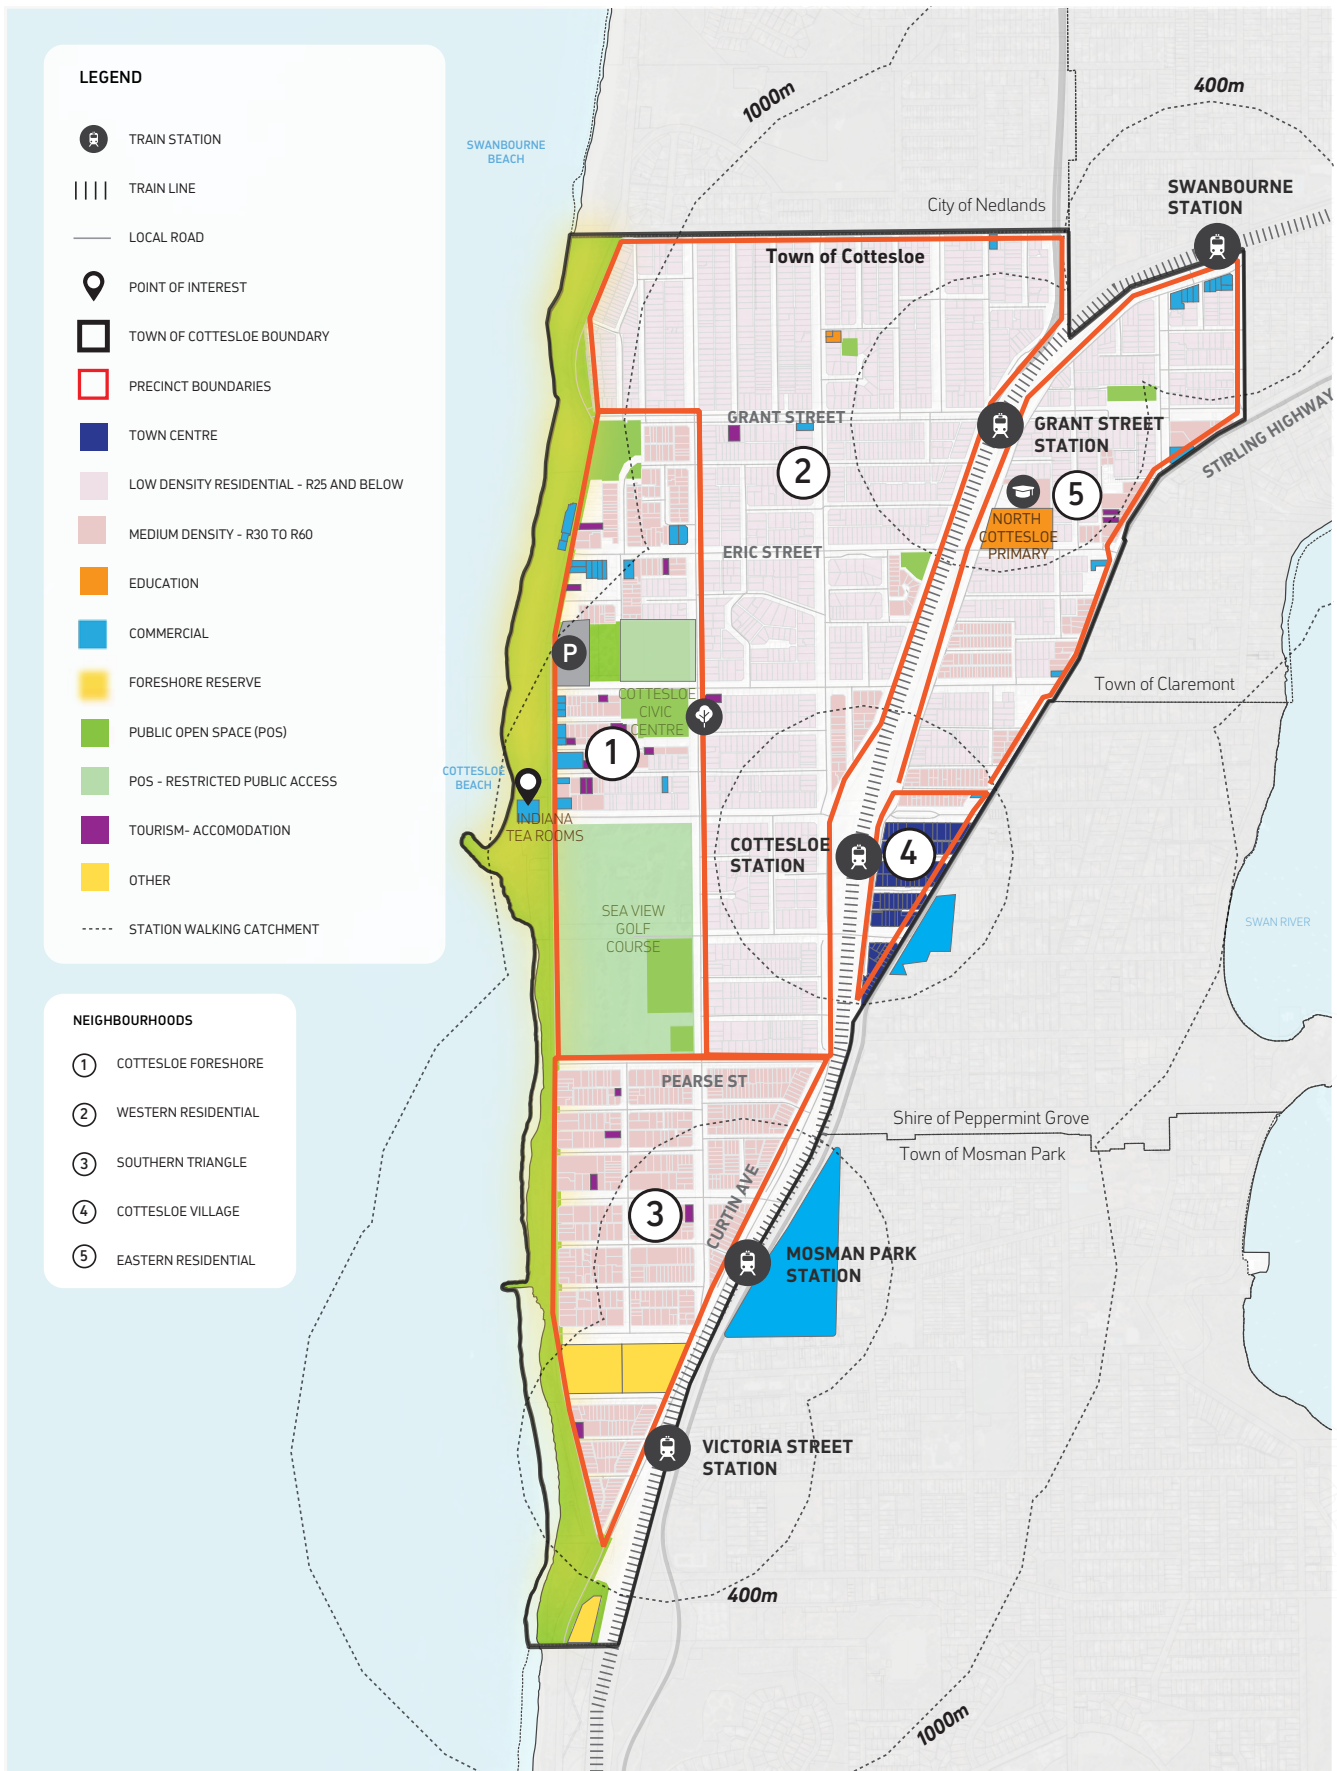 LEGEND
TRAIN STATION
TRAIN LINE
LOCAL ROAD
POINT OF INTEREST
TOWN OF COTTESLOE BOUNDARY
PRECINCT BOUNDARIES
TOWN CENTRE
LOW DENSITY RESIDENTIAL - R25 AND BELOW
MEDIUM DENSITY - R30 TO R60
EDUCATION
COMMERCIAL
FORESHORE RESERVE
PUBLIC OPEN SPACE (POS)
POS - RESTRICTED PUBLIC ACCESS
TOURISM- ACCOMODATION
OTHER
STATION WALKING CATCHMENT
NEIGHBOURHOODS
1 COTTESLOE FORESHORE
2 WESTERN RESIDENTIAL
3 SOUTHERN TRIANGLE
4 COTTESLOE VILLAGE
5 EASTERN RESIDENTIAL
1000m
400m
SWANBOURNE
BEACH
SWANBOURNE
STATION
City of Nedlands
Town of Cottesloe
GRANT STREET
GRANT STREET
STATION
STIRLING HIGHWAY
2
5
NORTH
COTTESLOE
PRIMARY
ERIC STREET
P
Town of Claremont
COTTESLOE
CIVIC
CENTRE
1
COTTESLOE
BEACH
INDIANA
TEA ROOMS
COTTESLOE
STATION
4
SEA VIEW
GOLF
COURSE
SWAN RIVER
PEARSE ST
Shire of Peppermint Grove
Town of Mosman Park
CURTIN AVE
3
MOSMAN PARK
STATION
VICTORIA STREET
STATION
400m
1000m